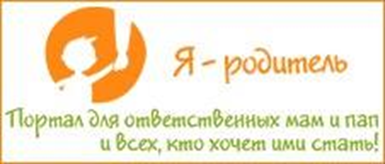 Я - родитель
Портал для ответственных мам и пап
и всех, кто хочет ими стать!